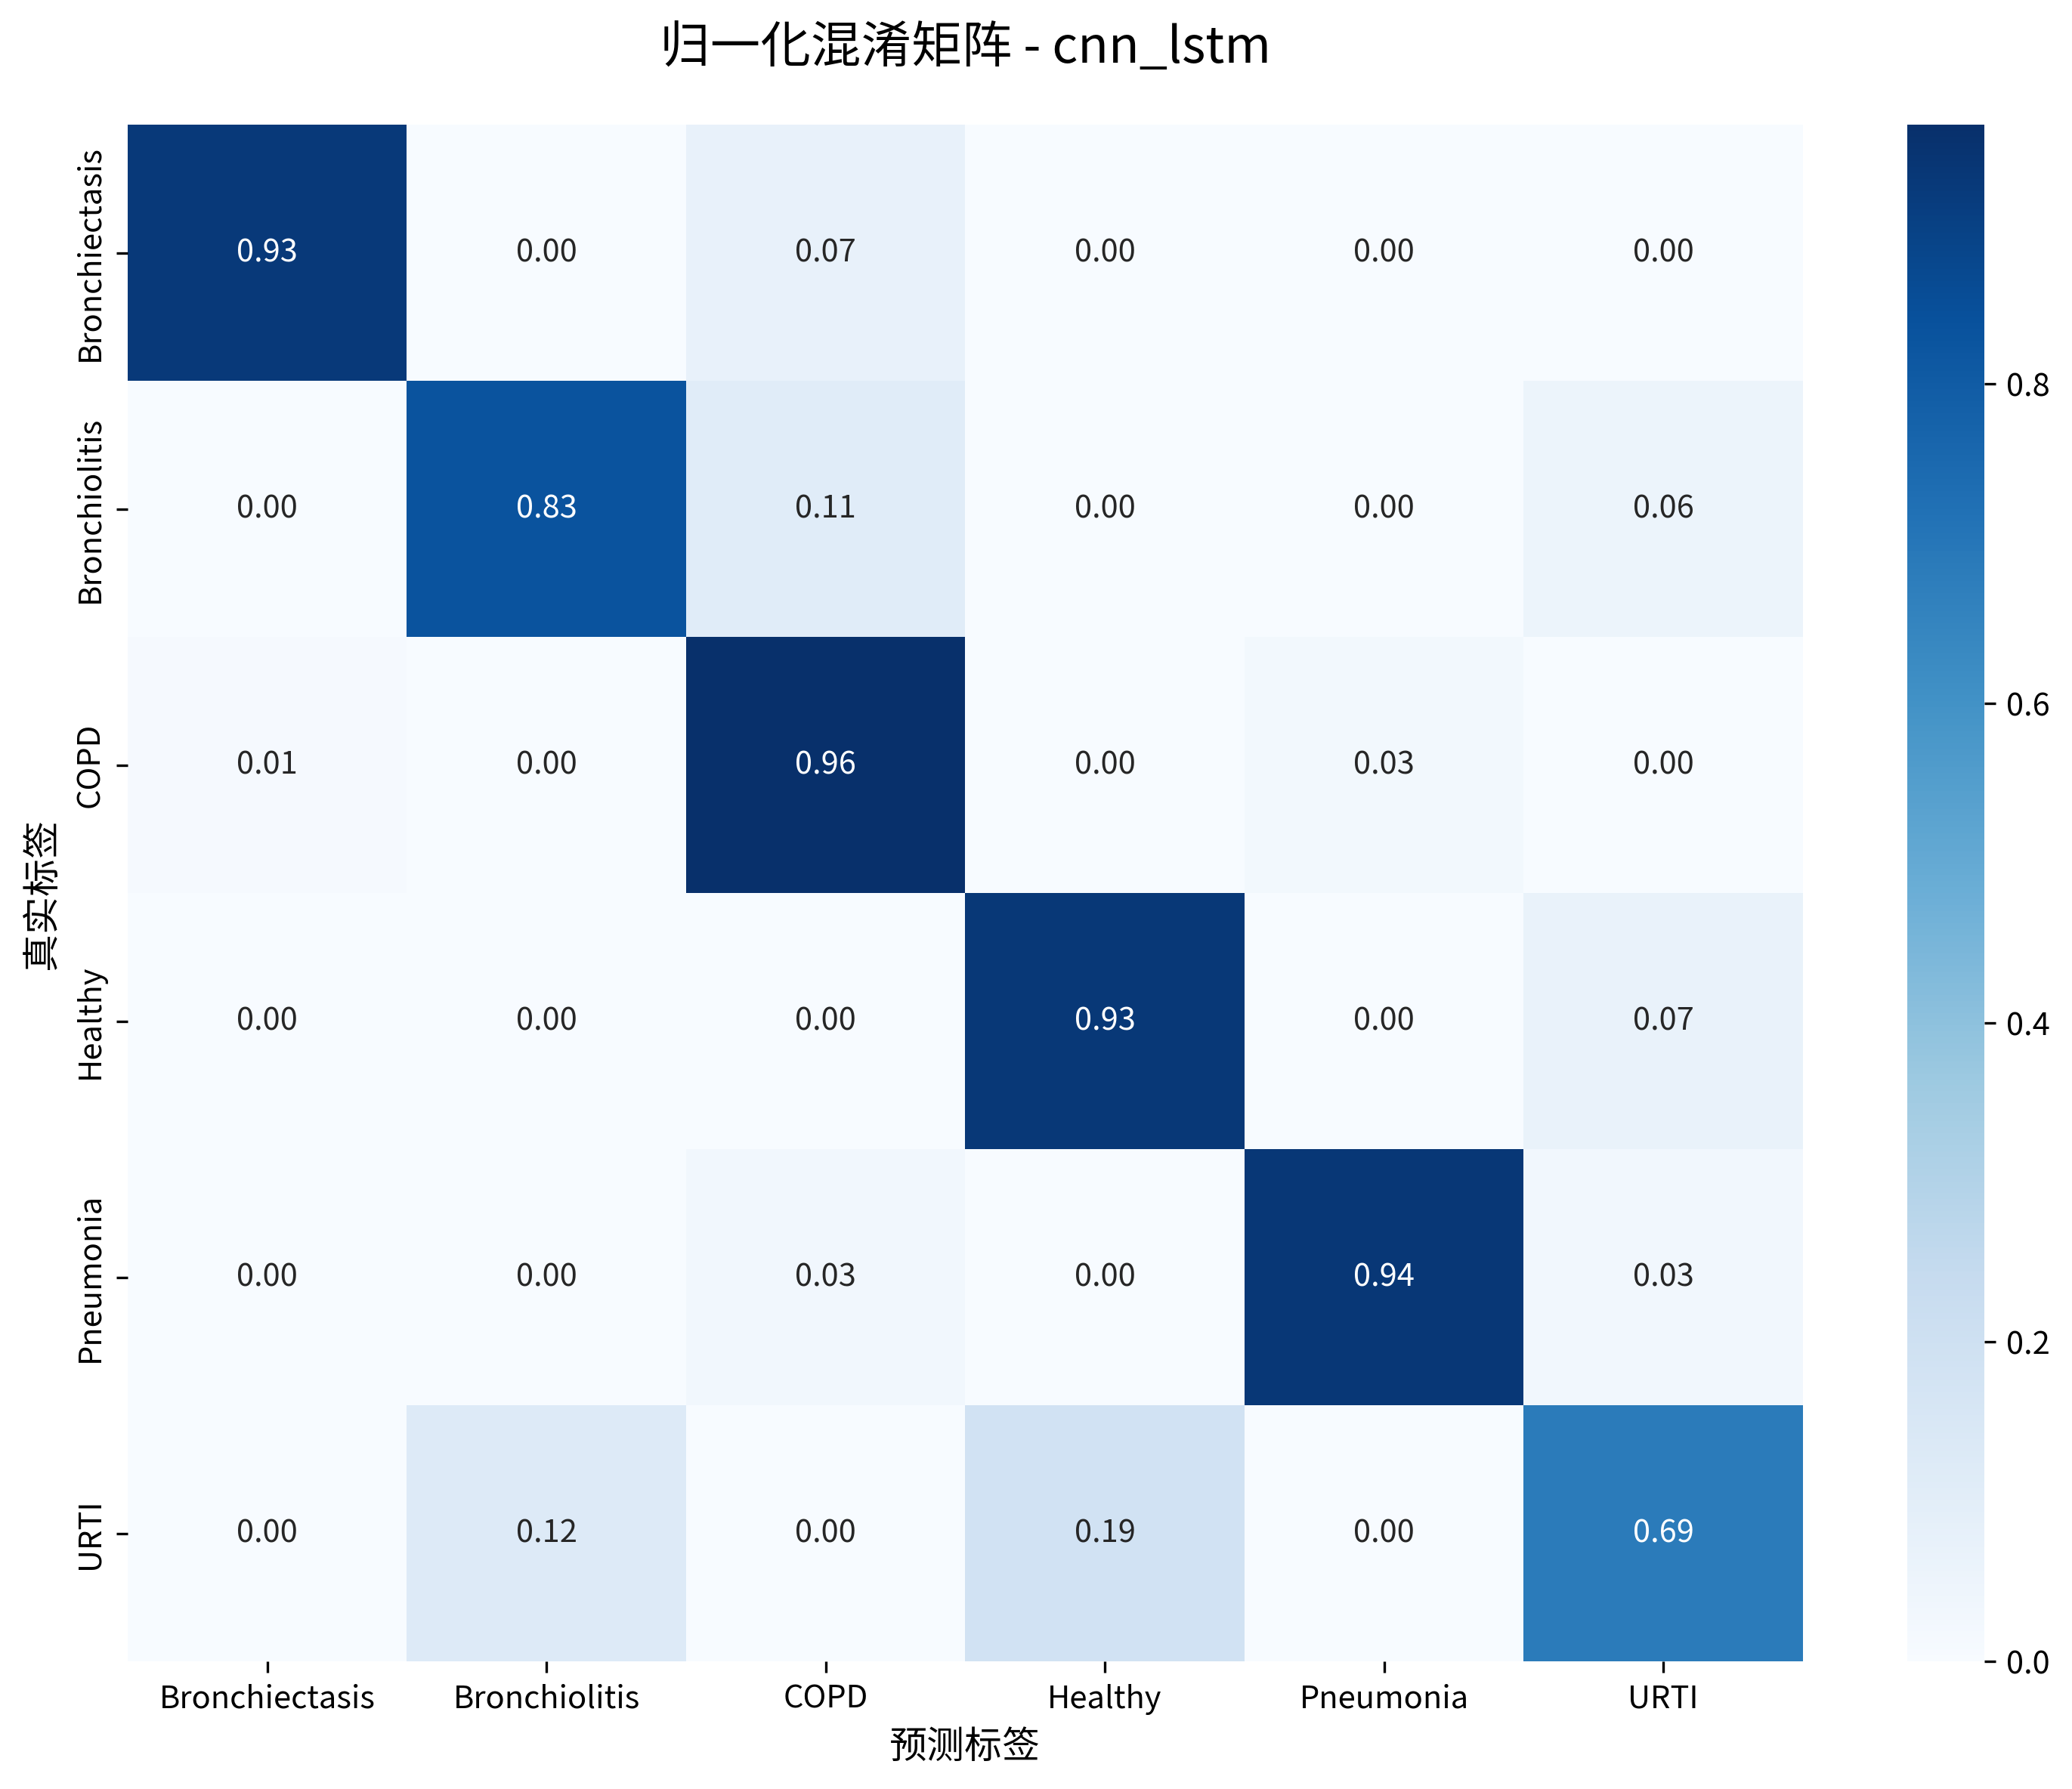 归一化混淆矩阵 - cnn_lstm
真实标签
Bronchiectasis 0.93 0.00 0.07 0.00 0.00 0.00
Bronchiolitis 0.00 0.83 0.11 0.00 0.00 0.06
COPD 0.01 0.00 0.96 0.00 0.03 0.00
Healthy 0.00 0.00 0.00 0.93 0.00 0.07
Pneumonia 0.00 0.00 0.03 0.00 0.94 0.03
URTI 0.00 0.12 0.00 0.19 0.00 0.69
Bronchiectasis Bronchiolitis COPD Healthy Pneumonia URTI
预测标签
0.8
0.6
0.4
0.2
0.0